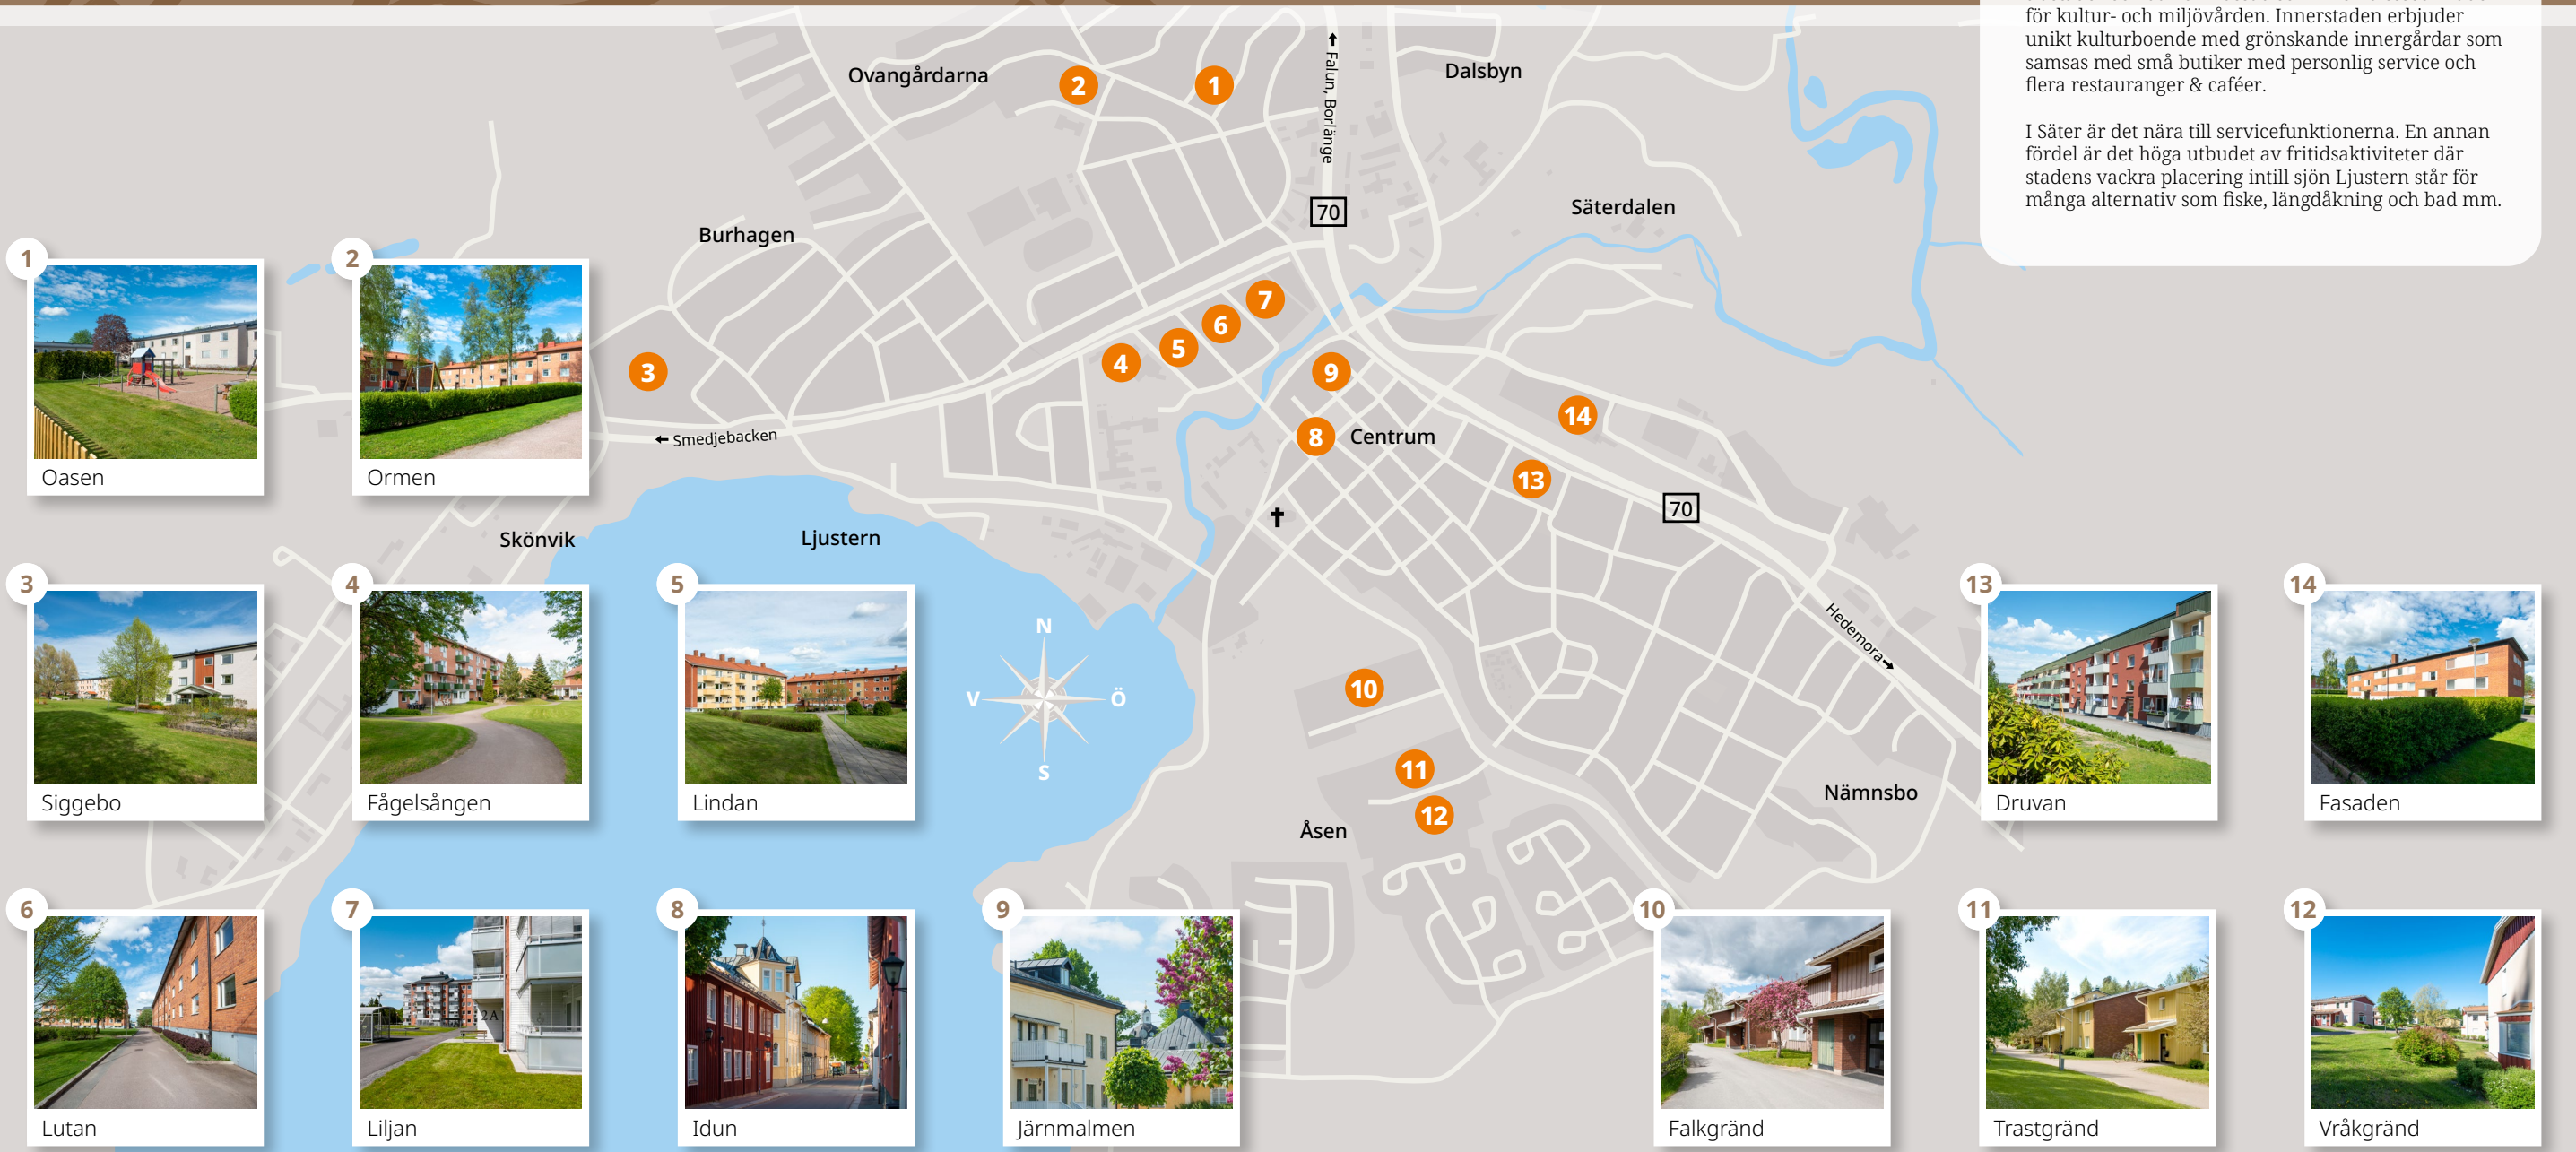 för kultur- och miljövården. Innerstaden erbjuder
unikt kulturboende med grönskande innergårdar som
samsas med små butiker med personlig service och
flera restauranger & caféer.
I Säter är det nära till servicefunktionerna. En annan
fördel är det höga utbudet av fritidsaktiviteter där
stadens vackra placering intill sjön Ljustern står för
många alternativ som fiske, längdåkning och bad mm.
Ovangårdarna
2
1
Falun, Borlänge
Dalsbyn
70
Säterdalen
Burhagen
3
4
5
6
7
9
8
Centrum
14
13
70
Smedjebacken
Skönvik
Ljustern
N
V
Ö
S
Hedemora
10
11
12
Åsen
Nämnsbo
1
Oasen
2
Ormen
3
Siggebo
4
Fågelsången
5
Lindan
13
Druvan
14
Fasaden
6
Lutan
7
2A
Liljan
8
Idun
9
Järnmalmen
10
Falkgränd
11
Trastgränd
12
Vråkgränd